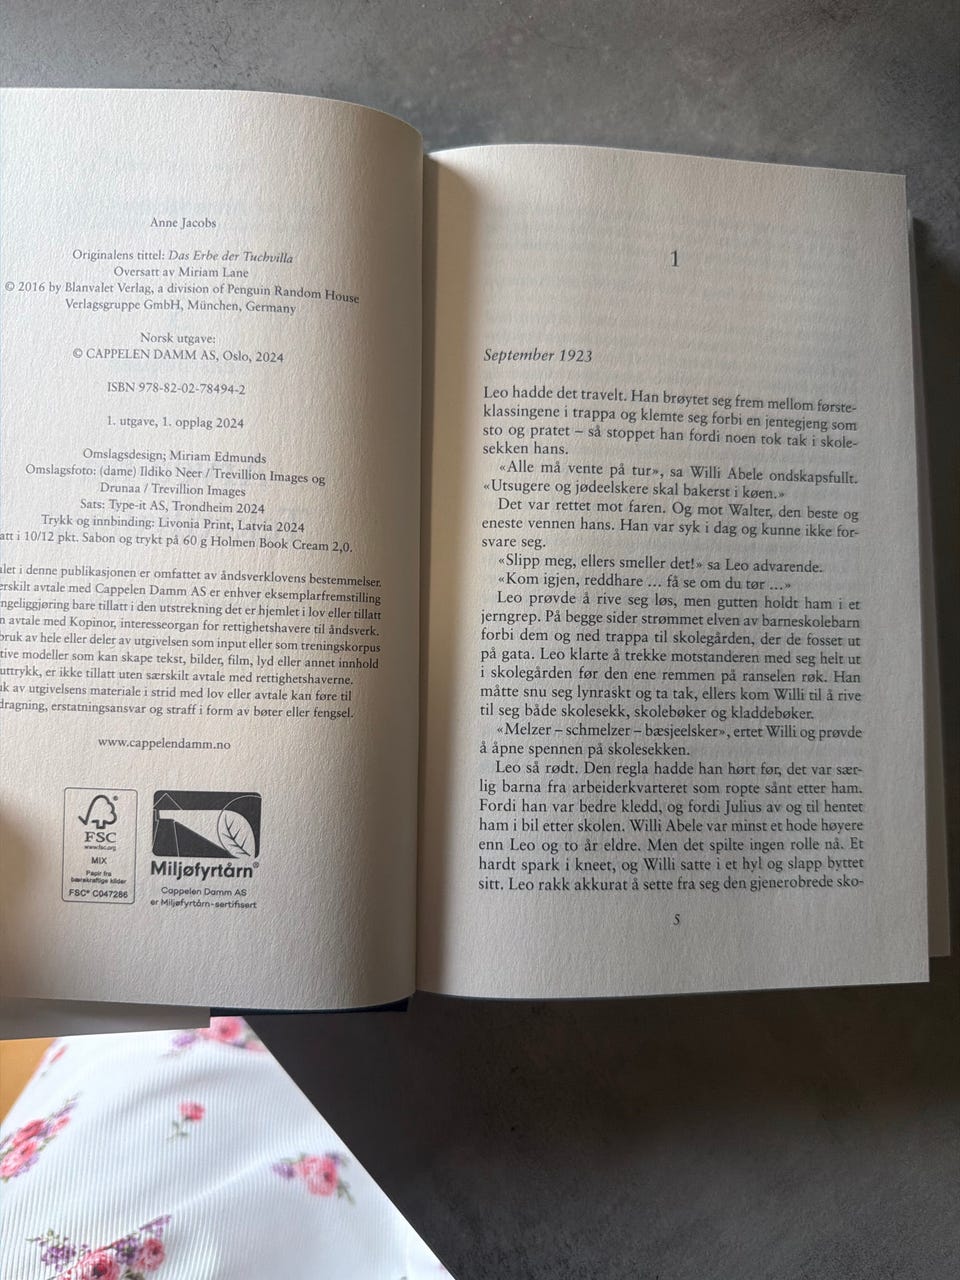 Anne Jacobs
Originalens tittel: Das Erbe der Tuchvilla
Oversatt av Miriam Lane
© 2016 by Blanvalet Verlag, a division of Penguin Random House
Verlagsgruppe GmbH, München, Germany
Norsk utgave:
© CAPPELEN DAMM AS, Oslo, 2024
ISBN 978-82-02-78494-2
1. utgave, 1. opplag 2024
Omslagsdesign; Miriam Edmunds
Omslagsfoto: (dame) Ildiko Neer / Trevillion Images og
Drunaa / Trevillion Images
Sats: Type-it AS, Trondheim 2024
Trykk og innbinding: Livonia Print, Latvia 2024
att i 10/12 pkt. Sabon og trykt på 60 g Holmen Book Cream 2,0.
let i denne publikasjonen er omfattet av åndsverklovens bestemmelser.
erskilt avtale med Cappelen Damm AS er enhver eksemplarfremstilling
ngeliggjøring bare tillatt i den utstrekning det er hjemlet i lov eller tillatt
n avtale med Kopinor, interesseorgan for rettighetshavere til åndsverk.
bruk av hele eller deler av utgivelsen som input eller som treningskorpus
tive modeller som kan skape tekst, bilder, film, lyd eller annet innhold
uttrykk, er ikke tillatt uten særskilt avtale med rettighetshaverne.
uk av utgivelsens materiale i strid med lov eller avtale kan føre til
dragning, erstatningsansvar og straff i form av bøter eller fengsel.
www.cappelendamm.no
FSC
www.fsc.org
MIX
Papir fra
bærekraftige kilder
FSC® C047286
Miljøfyrtårn®
Cappelen Damm AS
er Miljøfyrtårn-sertifisert
1
September 1923
Leo hadde det travelt. Han brøytet seg frem mellom første-
klassingene i trappa og klemte seg forbi en jentegjeng som
sto og pratet – så stoppet han fordi noen tok tak i skole-
sekken hans.
«Alle må vente på tur», sa Willi Abele ondskapsfullt.
«Utsugere og jødeelskere skal bakerst i køen.»
Det var rettet mot faren. Og mot Walter, den beste og
eneste vennen hans. Han var syk i dag og kunne ikke for-
svare seg.
«Slipp meg, ellers smeller det!» sa Leo advarende.
«Kom igjen, reddhare … få se om du tør …»
Leo prøvde å rive seg løs, men gutten holdt ham i et
jerngrep. På begge sider strømmet elven av barneskolebarn
forbi dem og ned trappa til skolegården, der de fosset ut
på gata. Leo klarte å trekke motstanderen med seg helt ut
i skolegården før den ene remmen på ranselen røk. Han
måtte snu seg lynraskt og ta tak, ellers kom Willi til å rive
til seg både skolesekk, skolebøker og kladdebøker.
«Melzer – schmelzer – bæsjeelsker», ertet Willi og prøvde
å åpne spennen på skolesekken.
Leo så rødt. Den regla hadde han hørt før, det var sær-
lig barna fra arbeiderkvarteret som ropte sånt etter ham.
Fordi han var bedre kledd, og fordi Julius av og til hentet
ham i bil etter skolen. Willi Abele var minst et hode høyere
enn Leo og to år eldre. Men det spilte ingen rolle nå. Et
hardt spark i kneet, og Willi satte i et hyl og slapp byttet
sitt. Leo rakk akkurat å sette fra seg den gjenerobrede sko-
5